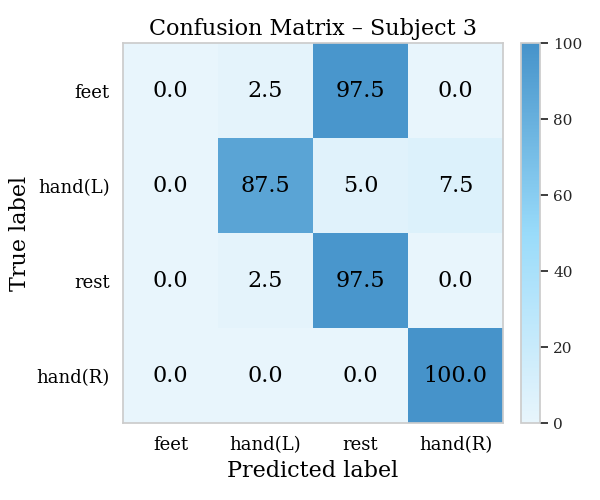 Confusion Matrix – Subject 3
feet 0.0 2.5 97.5 0.0
hand(L) 0.0 87.5 5.0 7.5
rest 0.0 2.5 97.5 0.0
hand(R) 0.0 0.0 0.0 100.0
feet hand(L) rest hand(R)
Predicted label
True label
100
80
60
40
20
0